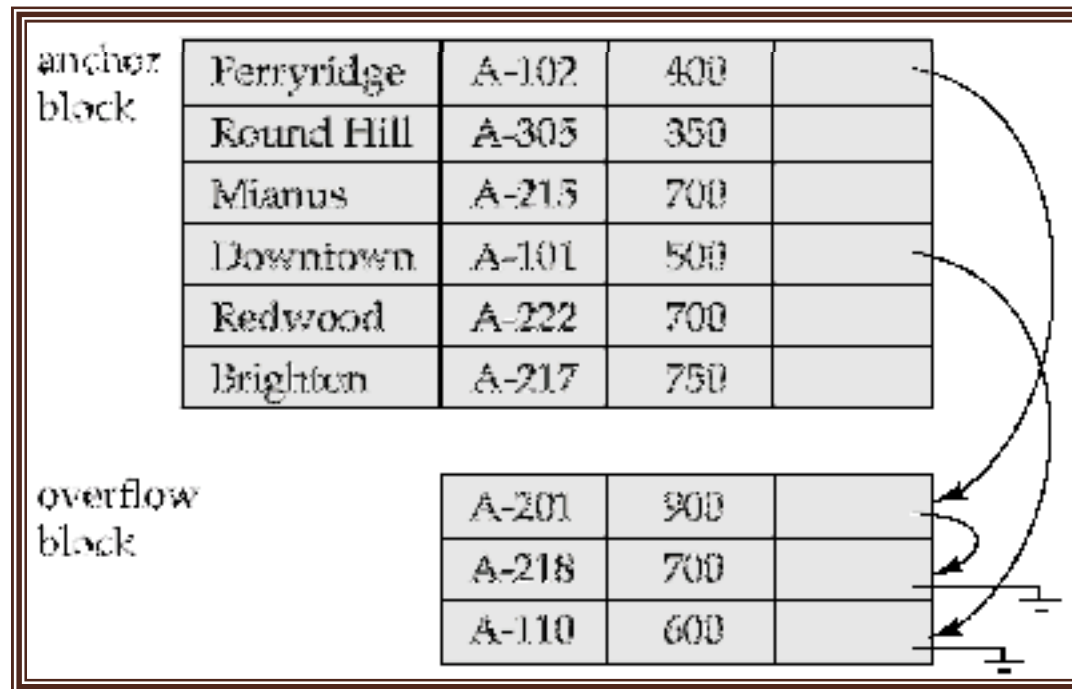 anchor
block
Perryridge A-102 400
Round Hill A-305 350
Mianus A-215 700
Downtown A-101 500
Redwood A-222 700
Brighton A-217 750
overflow
block
A-201 900
A-218 700
A-110 600